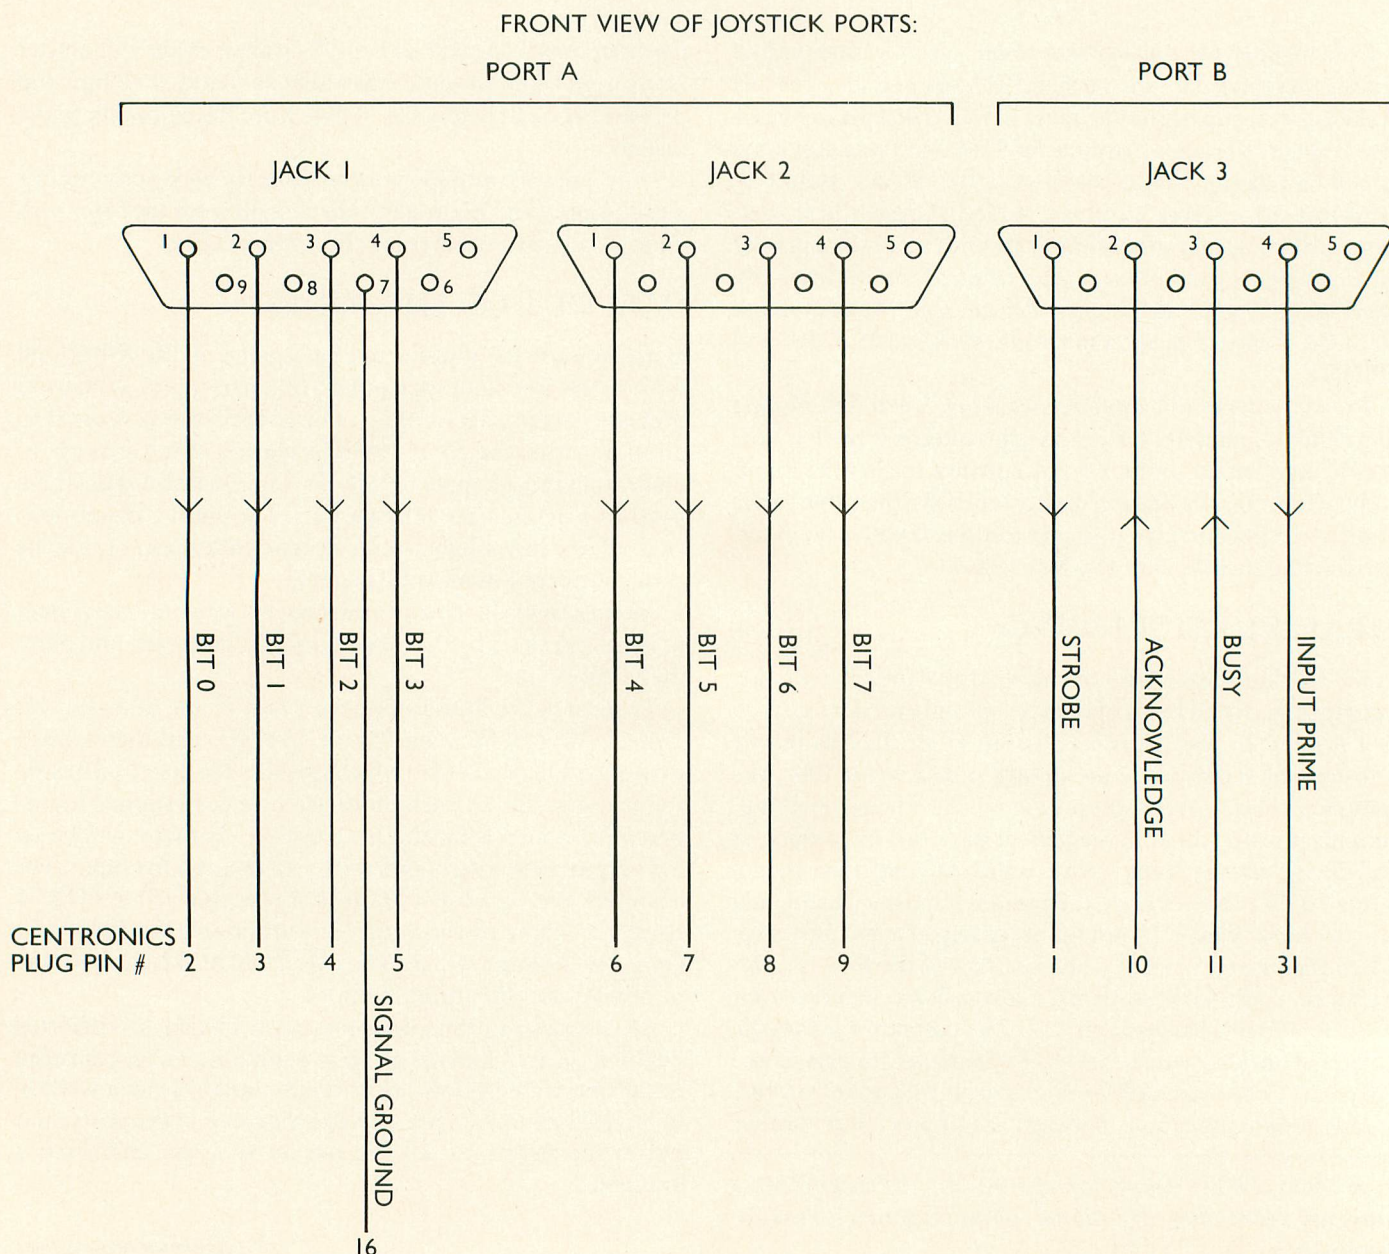 FRONT VIEW OF JOYSTICK PORTS:
PORT A
PORT B
JACK 1
JACK 2
JACK 3
1 2 3 4 5
9 8 7 6
1 2 3 4 5
1 2 3 4 5
BIT 0
BIT 1
BIT 2
BIT 3
BIT 4
BIT 5
BIT 6
BIT 7
STROBE
ACKNOWLEDGE
BUSY
INPUT PRIME
CENTRONICS
PLUG PIN # 2 3 4 5 6 7 8 9 1 10 11 31
SIGNAL GROUND
16